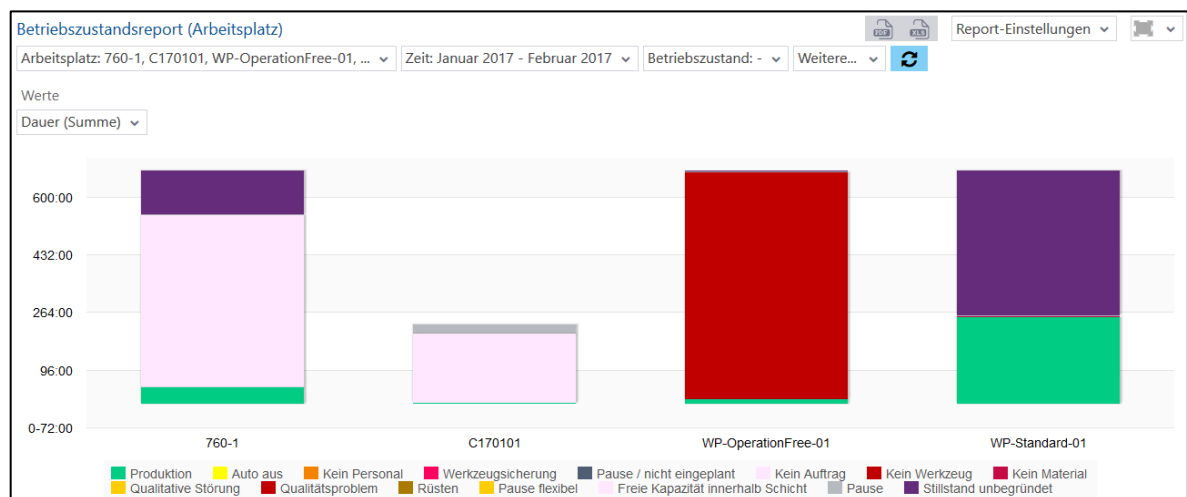 Betriebszustandsreport (Arbeitsplatz)
PDF XLS Report-Einstellungen
Arbeitsplatz: 760-1, C170101, WP-OperationFree-01, ... Zeit: Januar 2017 - Februar 2017 Betriebszustand: - Weitere...
Werte
Dauer (Summe)
600:00
432:00
264:00
96:00
0-72:00
760-1 C170101 WP-OperationFree-01 WP-Standard-01
Produktion Auto aus Kein Personal Werkzeugsicherung Pause / nicht eingeplant Kein Auftrag Kein Werkzeug Kein Material
Qualitative Störung Qualitätsproblem Rüsten Pause flexibel Freie Kapazität innerhalb Schicht Pause Stillstand unbegründet